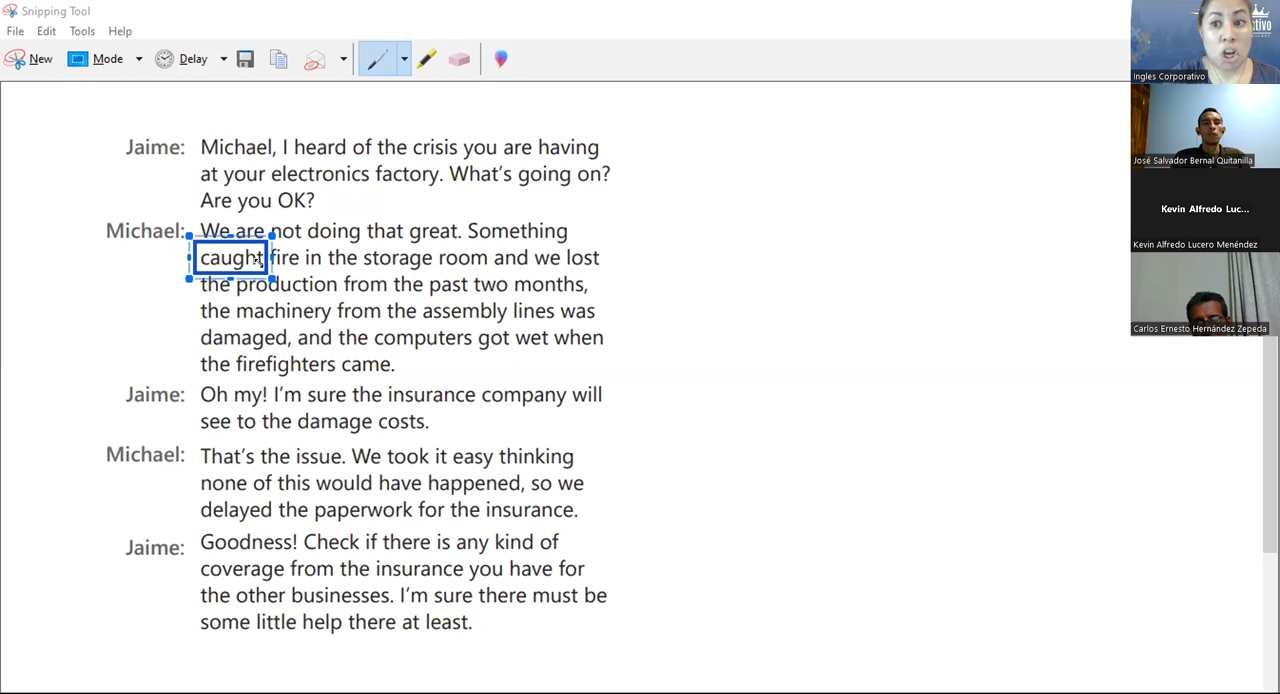 Snipping Tool
File Edit Tools Help
New Mode Delay
Ingles Corporativo
José Salvador Bernal Quitanilla
Kevin Alfredo Luc...
Kevin Alfredo Lucero Menéndez
Carlos Ernesto Hernández Zepeda
Jaime: Michael, I heard of the crisis you are having
at your electronics factory. What's going on?
Are you OK?
Michael: We are not doing that great. Something
caught fire in the storage room and we lost
the production from the past two months,
the machinery from the assembly lines was
damaged, and the computers got wet when
the firefighters came.
Jaime: Oh my! I'm sure the insurance company will
see to the damage costs.
Michael: That's the issue. We took it easy thinking
none of this would have happened, so we
delayed the paperwork for the insurance.
Jaime: Goodness! Check if there is any kind of
coverage from the insurance you have for
the other businesses. I'm sure there must be
some little help there at least.